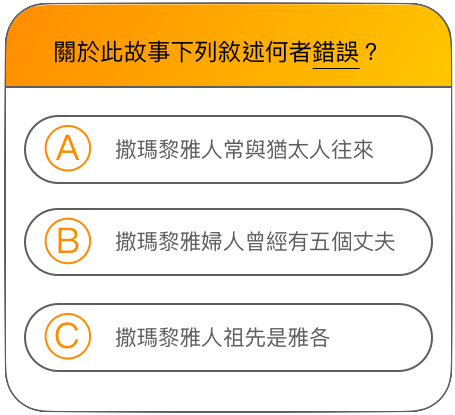 關於此故事下列敘述何者錯誤？
A 撒瑪黎雅人常與猶太人往來
B 撒瑪黎雅婦人曾經有五個丈夫
C 撒瑪黎雅人祖先是雅各